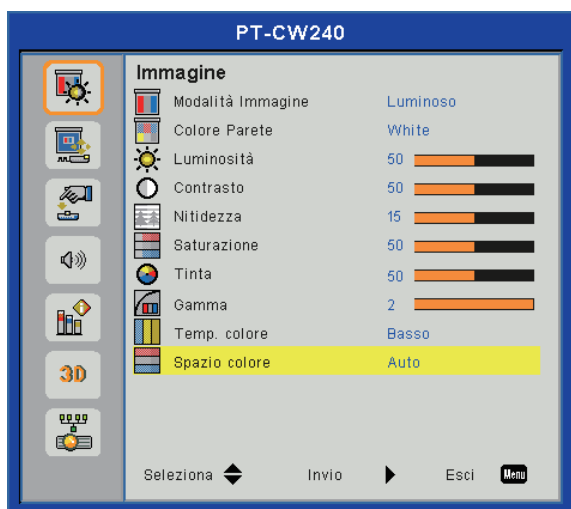 PT-CW240
Immagine
Modalità Immagine Luminoso
Colore Parete White
Luminosità 50
Contrasto 50
Nitidezza 15
Saturazione 50
Tinta 50
Gamma 2
Temp. colore Basso
Spazio colore Auto
3D
Seleziona Invio Esci Menu